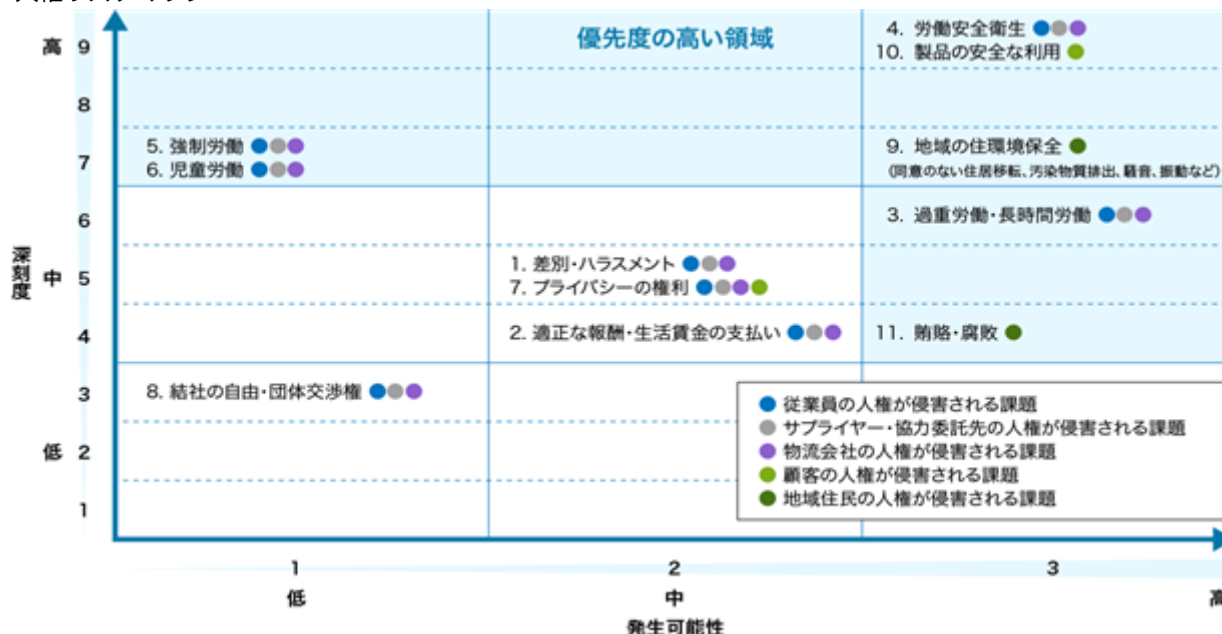 高 9
優先度の高い領域
4. 労働安全衛生
10. 製品の安全な利用
8
5. 強制労働
6. 児童労働
7
9. 地域の住環境保全
(同意のない住居移転、汚染物質排出、騒音、振動など)
6
3. 過重労働・長時間労働
深刻度
中 5
1. 差別・ハラスメント
7. プライバシーの権利
4
2. 適正な報酬・生活賃金の支払い
11. 賄賂・腐敗
3
8. 結社の自由・団体交渉権
低 2
1
従業員の人権が侵害される課題
サプライヤー・協力委託先の人権が侵害される課題
物流会社の人権が侵害される課題
顧客の人権が侵害される課題
地域住民の人権が侵害される課題
1 2 3
低 中 高
発生可能性